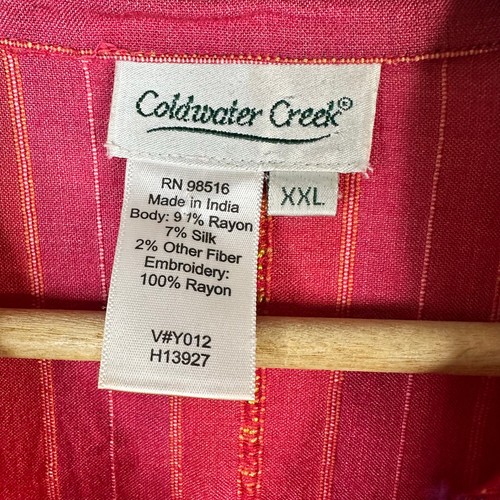 Coldwater Creek®
XXL
RN 98516
Made in India
Body: 91% Rayon
7% Silk
2% Other Fiber
Embroidery:
100% Rayon
V#Y012
H13927